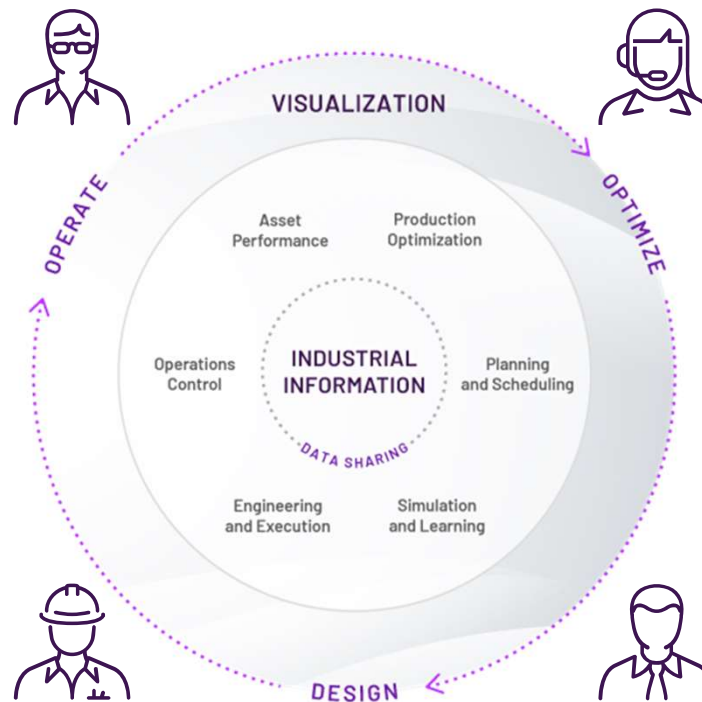 VISUALIZATION
OPERATE
OPTIMIZE
Asset
Performance
Production
Optimization
Operations
Control
INDUSTRIAL
INFORMATION
Planning
and Scheduling
DATA SHARING
Engineering
and Execution
Simulation
and Learning
DESIGN